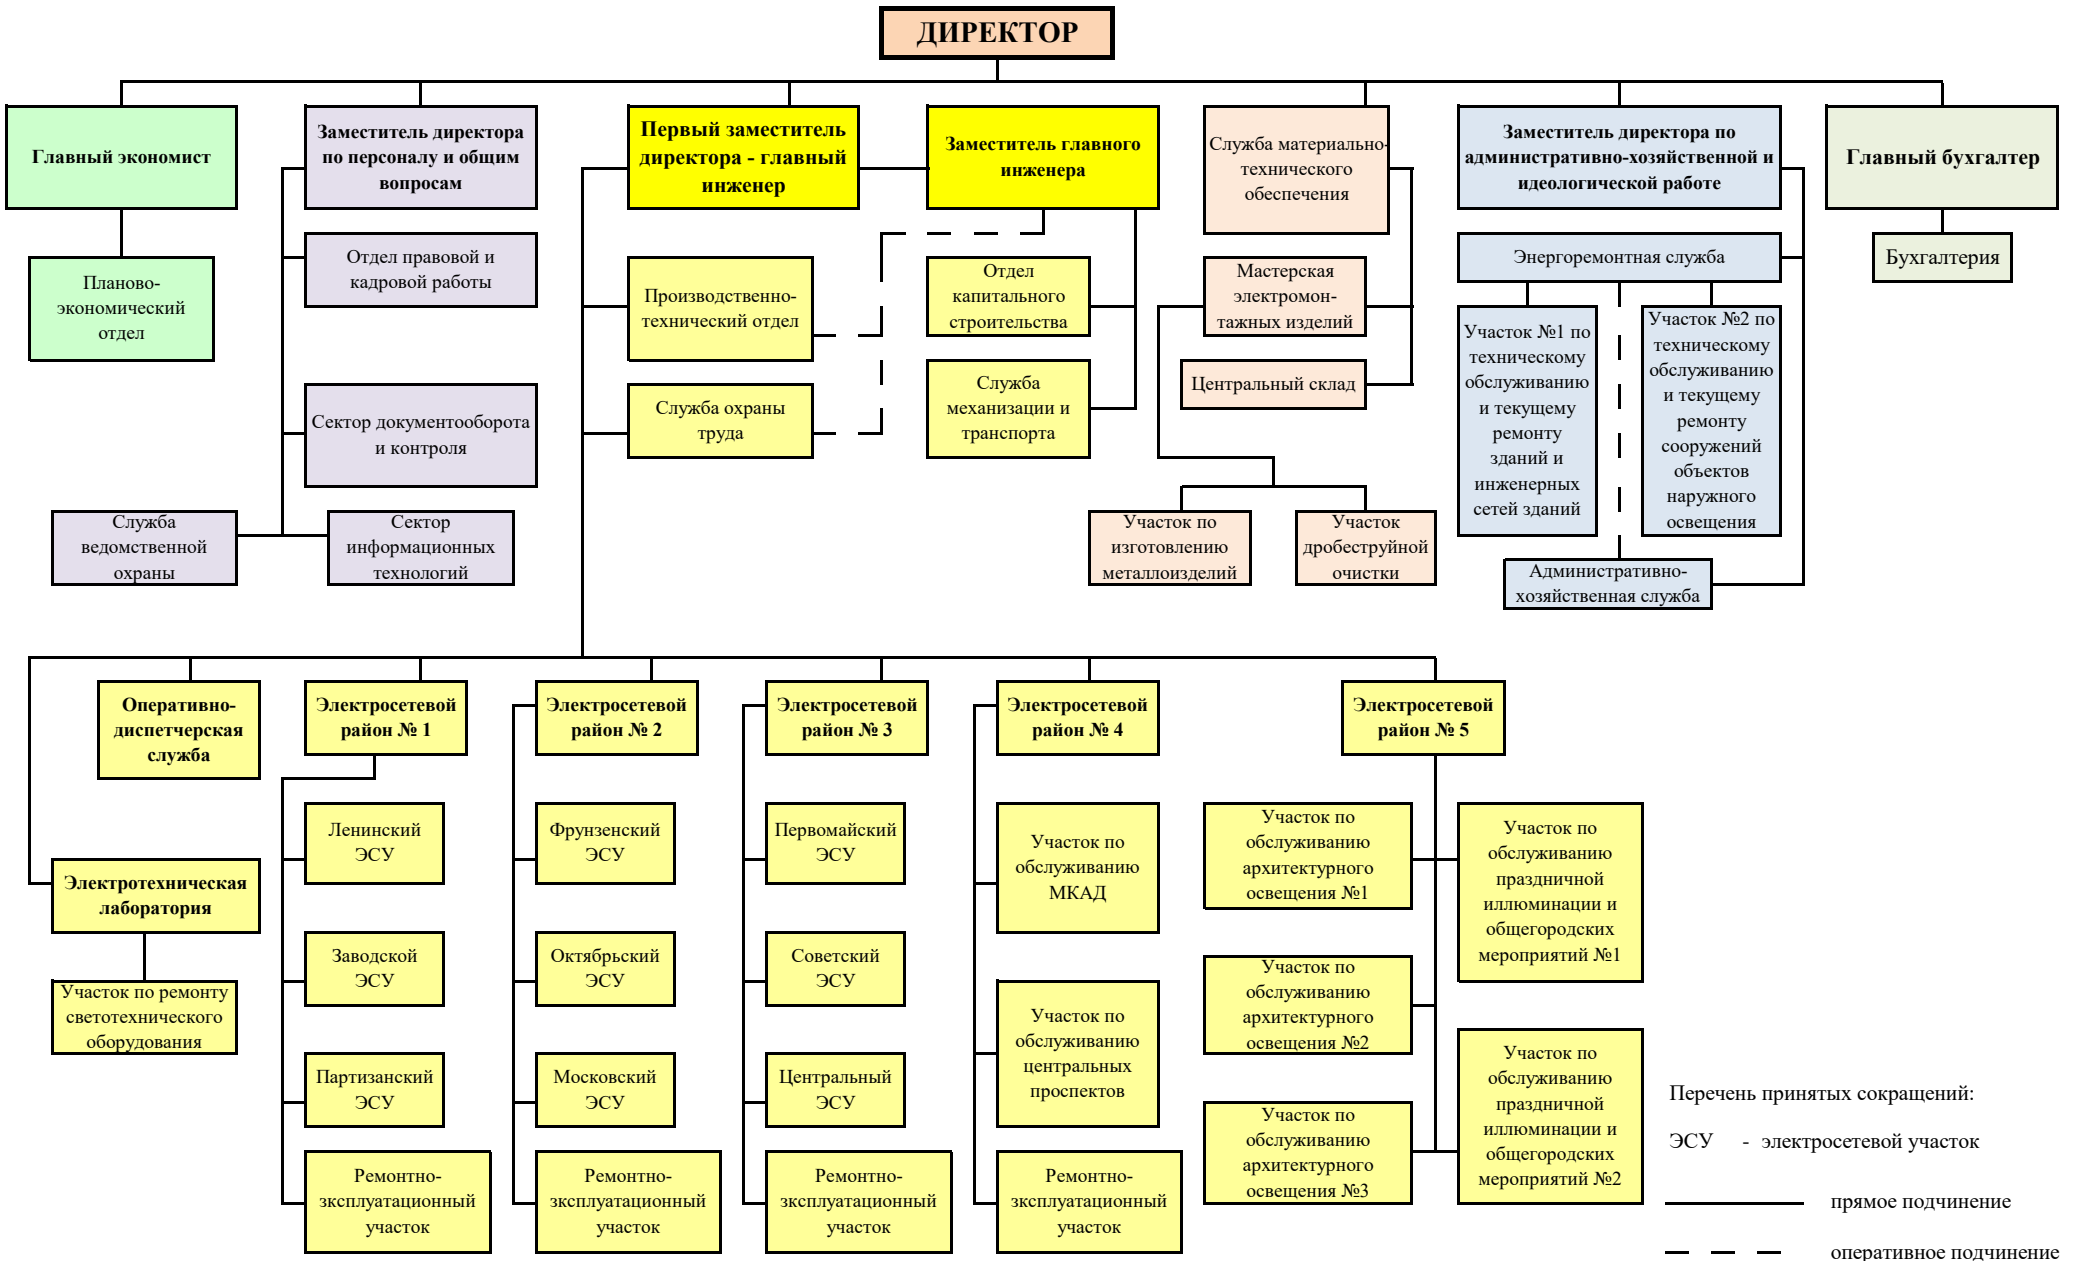 ДИРЕКТОР
Главный экономист
Заместитель директора
по персоналу и общим
вопросам
Первый заместитель
директора - главный
инженер
Заместитель главного
инженера
Служба материально-
технического
обеспечения
Заместитель директора по
административно-хозяйственной и
идеологической работе
Главный бухгалтер
Планово-
экономический
отдел
Отдел правовой и
кадровой работы
Производственно-
технический отдел
Отдел
капитального
строительства
Мастерская
электромон-
тажных изделий
Энергоремонтная служба
Бухгалтерия
Сектор документооборота
и контроля
Служба охраны
труда
Служба
механизации и
транспорта
Центральный склад
Участок №1 по
техническому
обслуживанию
и текущему
ремонту
зданий и
инженерных
сетей зданий
Участок №2 по
техническому
обслуживанию
и текущему
ремонту
сооружений
объектов
наружного
освещения
Служба
ведомственной
охраны
Сектор
информационных
технологий
Участок по
изготовлению
металлоизделий
Участок
дробеструйной
очистки
Административно-
хозяйственная служба
Оперативно-
диспетчерская
служба
Электросетевой
район № 1
Электросетевой
район № 2
Электросетевой
район № 3
Электросетевой
район № 4
Электросетевой
район № 5
Электротехническая
лаборатория
Участок по ремонту
светотехнического
оборудования
Ленинский
ЭСУ
Заводской
ЭСУ
Партизанский
ЭСУ
Ремонтно-
зксплуатационный
участок
Фрунзенский
ЭСУ
Октябрьский
ЭСУ
Московский
ЭСУ
Ремонтно-
зксплуатационный
участок
Первомайский
ЭСУ
Советский
ЭСУ
Центральный
ЭСУ
Ремонтно-
зксплуатационный
участок
Участок по
обслуживанию
МКАД
Участок по
обслуживанию
центральных
проспектов
Ремонтно-
зксплуатационный
участок
Участок по
обслуживанию
архитектурного
освещения №1
Участок по
обслуживанию
архитектурного
освещения №2
Участок по
обслуживанию
архитектурного
освещения №3
Участок по
обслуживанию
праздничной
иллюминации и
общегородских
мероприятий №1
Участок по
обслуживанию
праздничной
иллюминации и
общегородских
мероприятий №2
Перечень принятых сокращений:
ЭСУ - электросетевой участок
прямое подчинение
оперативное подчинение